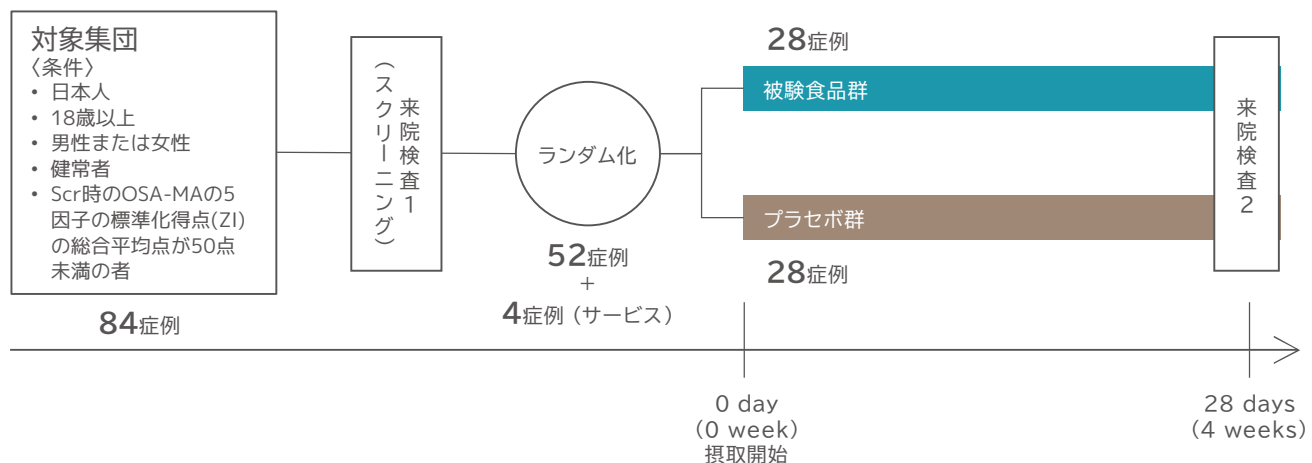 対象集団
〈条件〉
• 日本人
• 18歳以上
• 男性または女性
• 健常者
• Scr時のOSA-MAの5
因子の標準化得点(ZI)
の総合平均点が50点
未満の者
84症例
来院検査1
(スクリーニング)
ランダム化
52症例
+
4症例 (サービス)
28症例
被験食品群
プラセボ群
28症例
来院検査2
0 day
(0 week)
摂取開始
28 days
(4 weeks)